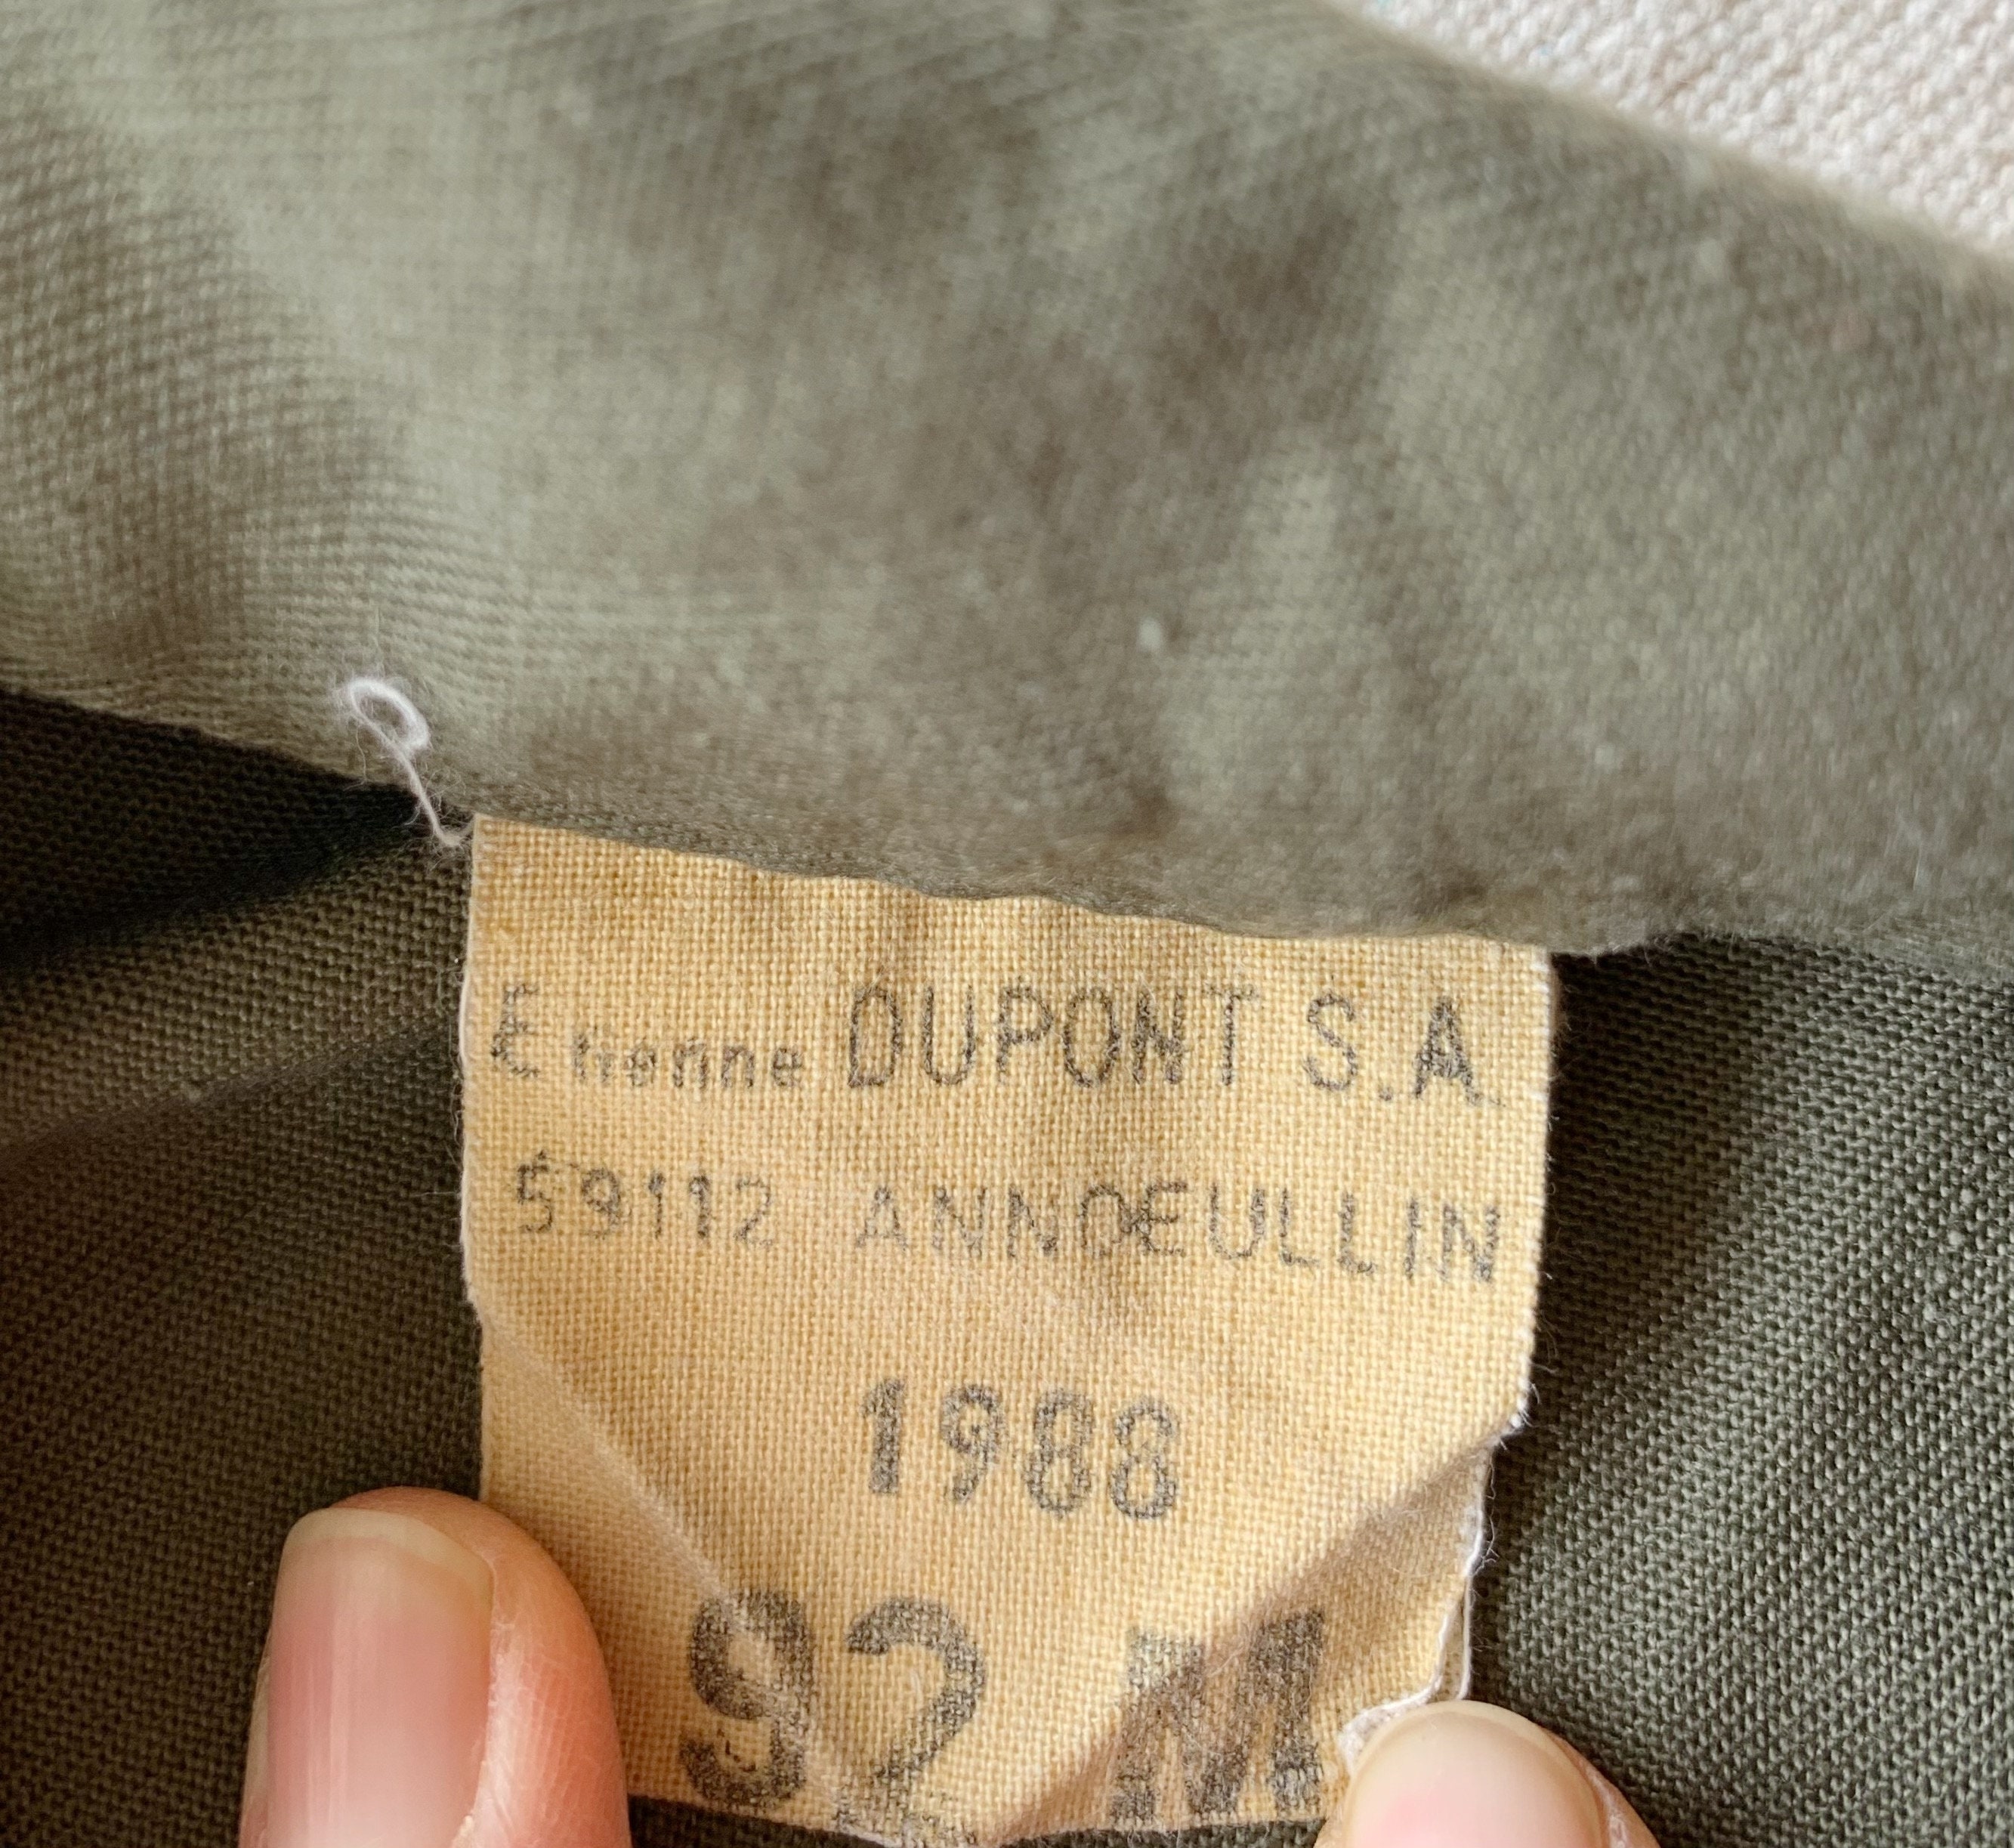 Etienne DUPONT S.A.
59112 ANNOEULLIN
1988
92 M